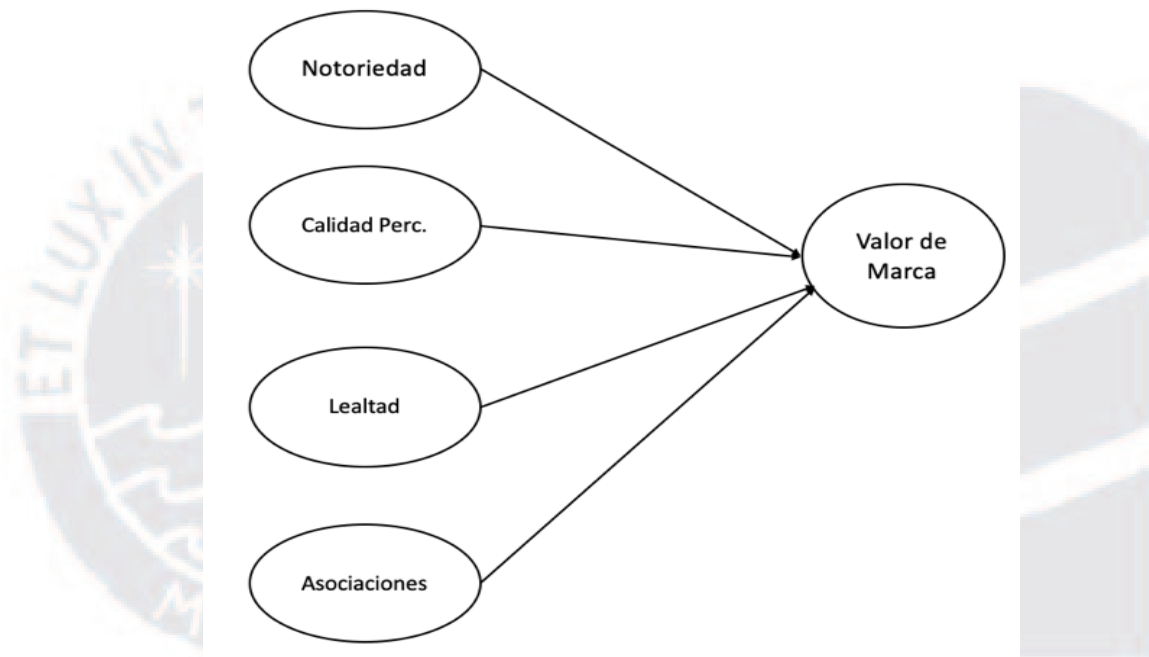 ET LUX IN
Notoriedad
Calidad Perc.
Valor de
Marca
Lealtad
Asociaciones